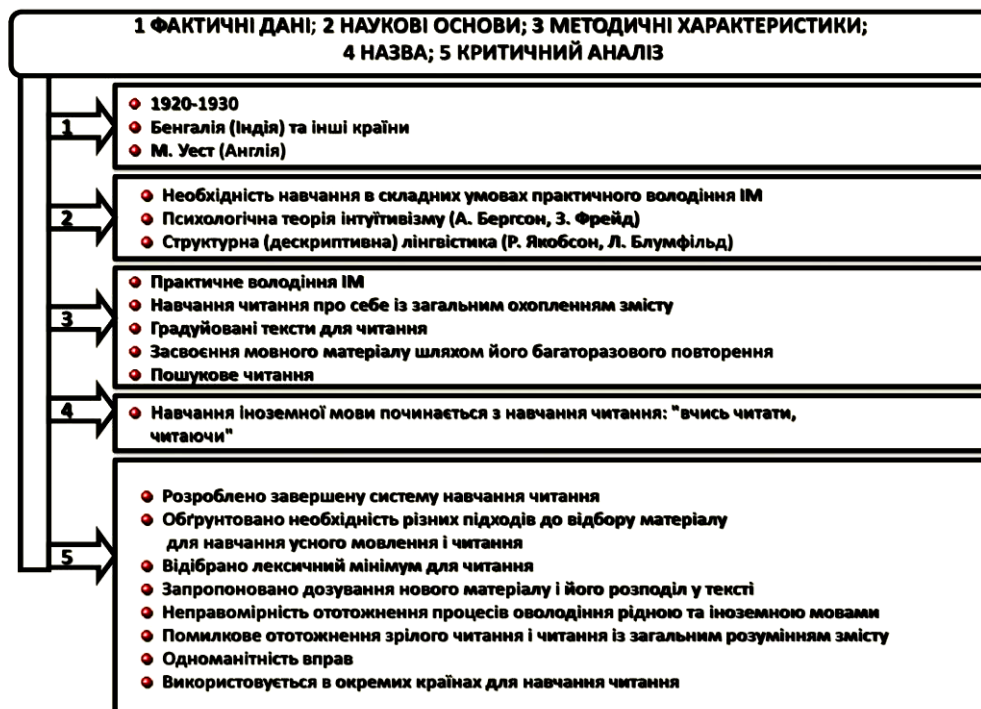 1 ФАКТИЧНІ ДАНІ; 2 НАУКОВІ ОСНОВИ; 3 МЕТОДИЧНІ ХАРАКТЕРИСТИКИ;
4 НАЗВА; 5 КРИТИЧНИЙ АНАЛІЗ
1
1920-1930
Бенгалія (Індія) та інші країни
М. Уест (Англія)
2
Необхідність навчання в складних умовах практичного володіння ІМ
Психологічна теорія інтуїтивізму (А. Бергсон, З. Фрейд)
Структурна (дескриптивна) лінгвістика (Р. Якобсон, Л. Блумфільд)
3
Практичне володіння ІМ
Навчання читання про себе із загальним охопленням змісту
Градуйовані тексти для читання
Засвоєння мовного матеріалу шляхом його багаторазового повторення
Пошукове читання
4
Навчання іноземної мови починається з навчання читання: "вчись читати,
читаючи"
5
Розроблено завершену систему навчання читання
Обґрунтовано необхідність різних підходів до відбору матеріалу
для навчання усного мовлення і читання
Відібрано лексичний мінімум для читання
Запропоновано дозування нового матеріалу і його розподіл у тексті
Неправомірність ототожнення процесів оволодіння рідною та іноземною мовами
Помилкове ототожнення зрілого читання і читання із загальним розумінням змісту
Одноманітність вправ
Використовується в окремих країнах для навчання читання